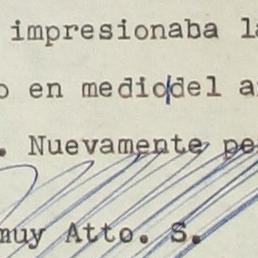 impresionaba la
o en medio|del a
. Nuevamente pe
muy Atto. S.